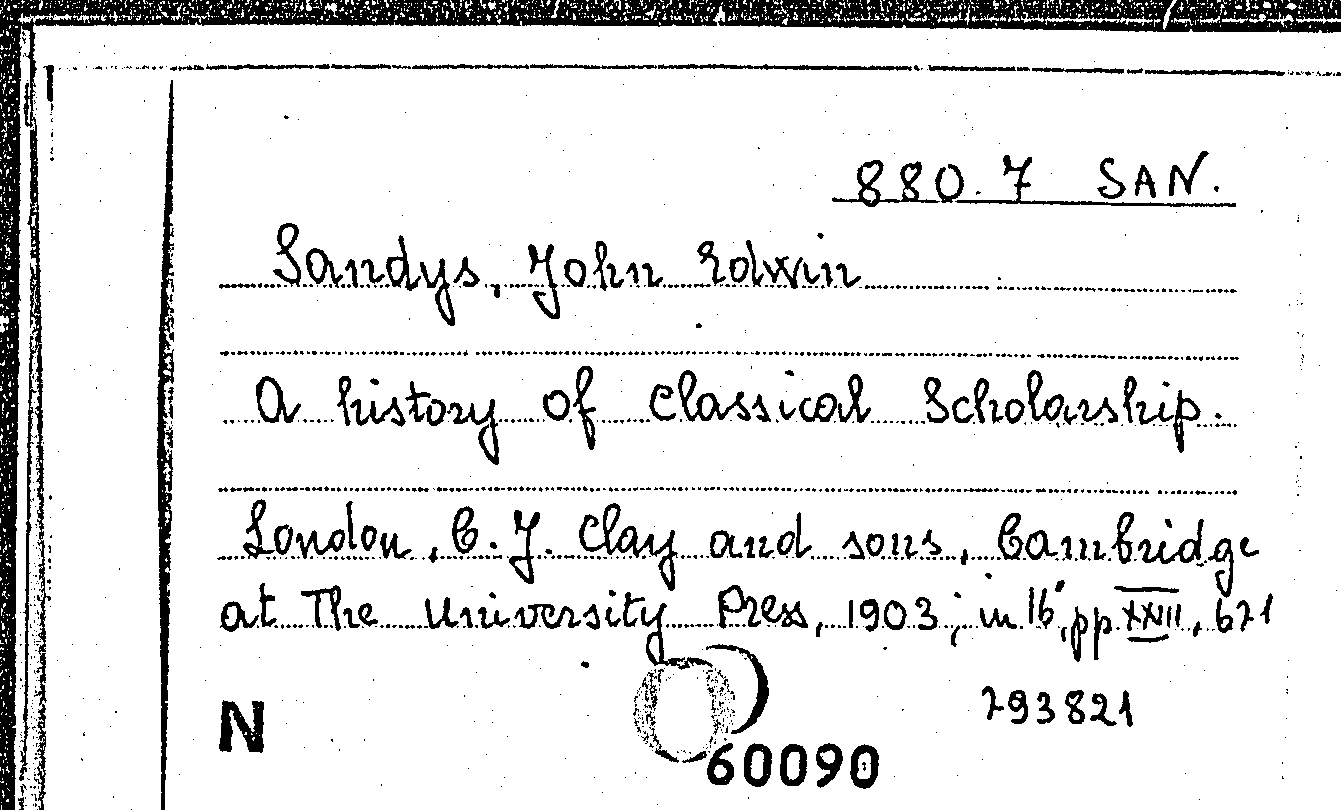 880.7 SAN.
Sandys, John Edwin
A history of Classical Scholarship.
London, C. J. Clay and sons, Cambridge
at The University Press, 1903; in 16°, pp XXIII, 671
793821
N
60090